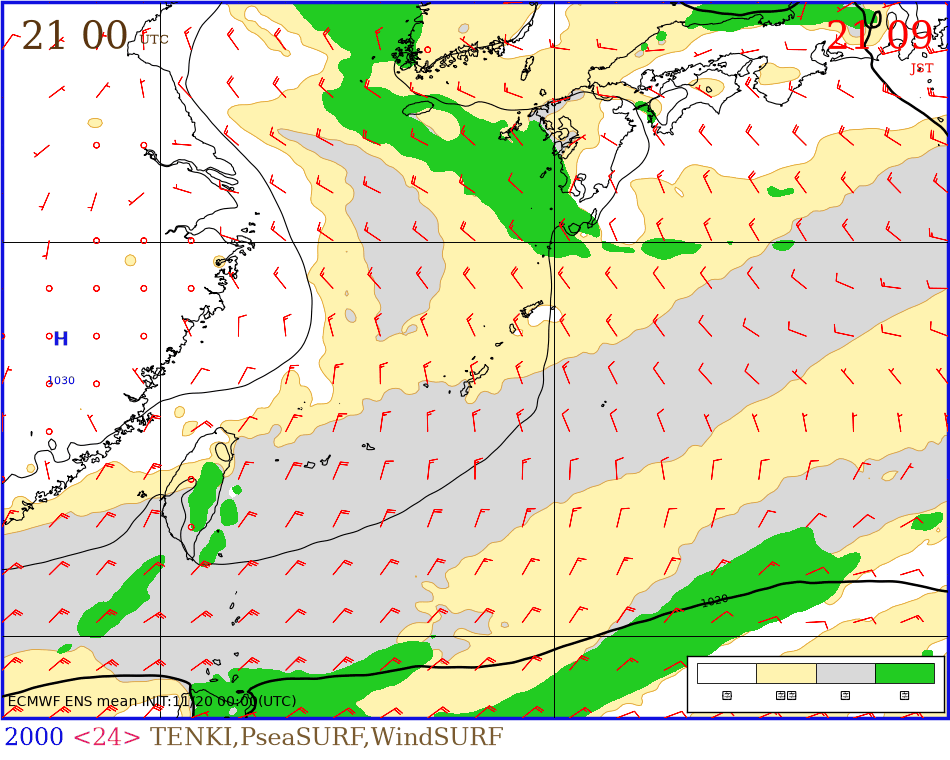 21 00 UTC
21 09
JST
H
1030
1020
ECMWF ENS mean INIT:11/20 00:00(UTC)
2000 <24> TENKI,PseaSURF,WindSURF